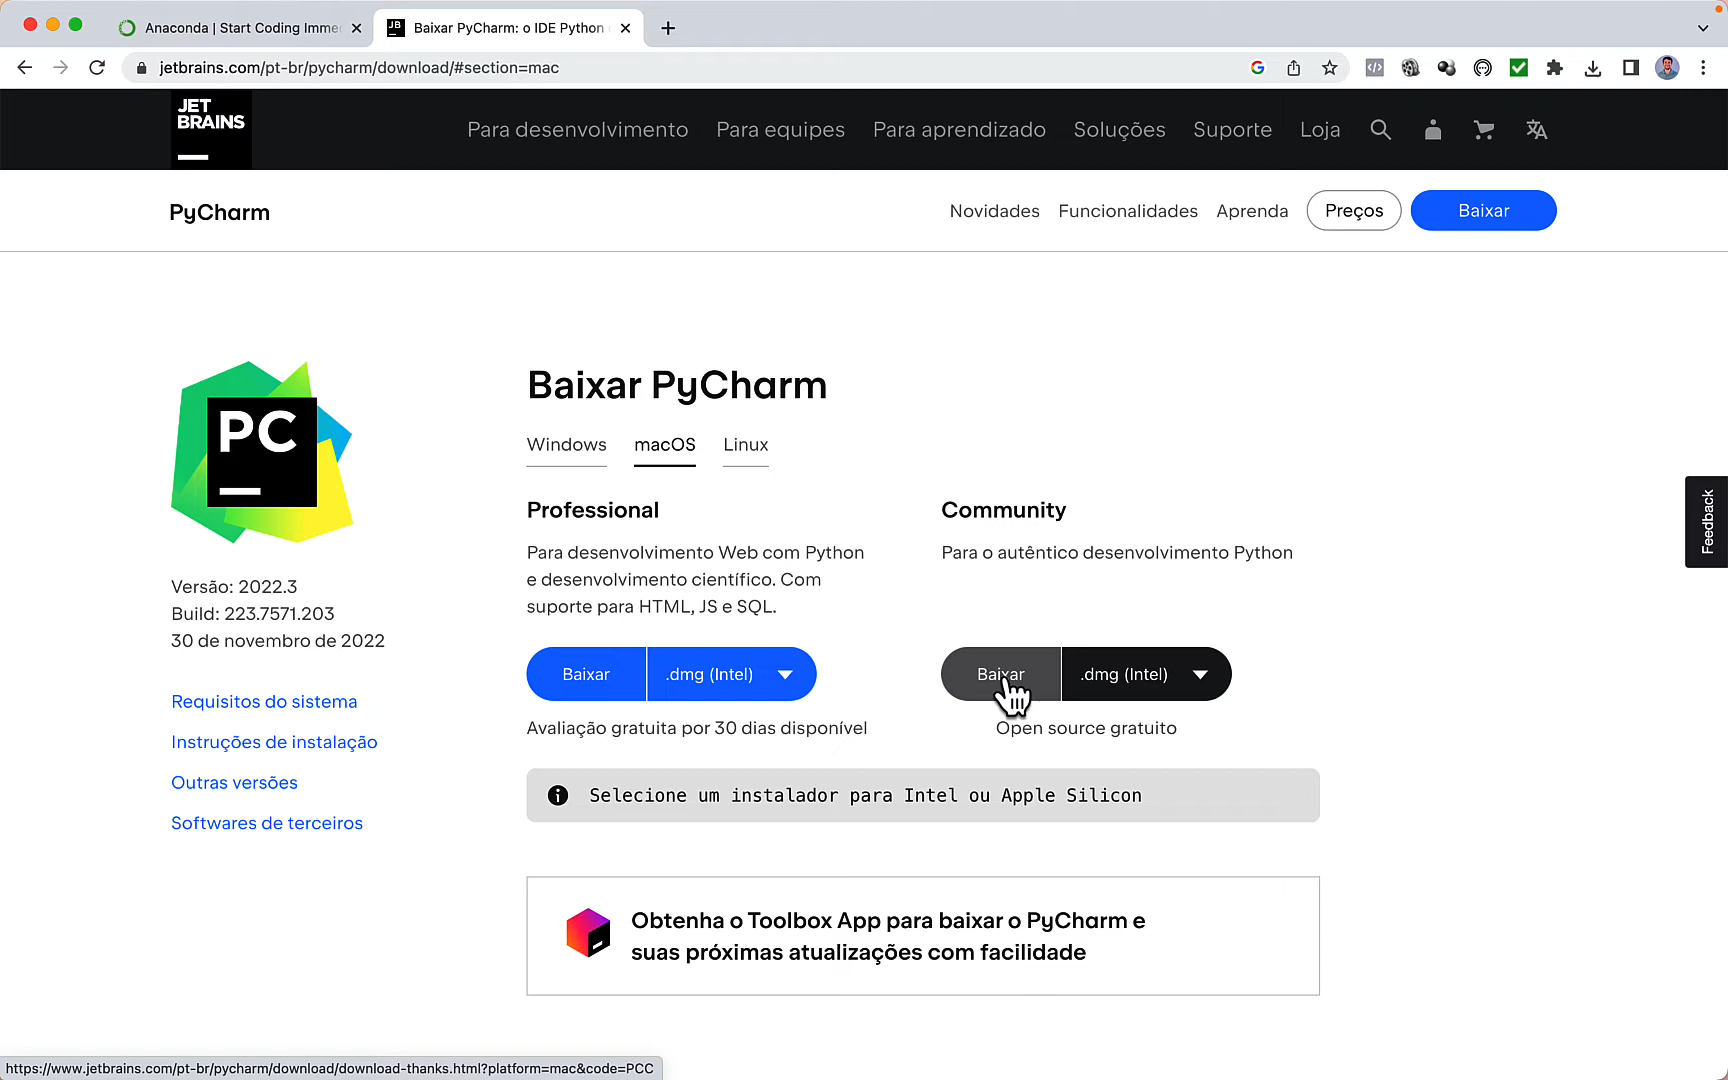 Anaconda | Start Coding Imme
Baixar PyCharm: o IDE Python
jetbrains.com/pt-br/pycharm/download/#section=mac
JET
BRAINS
Para desenvolvimento
Para equipes
Para aprendizado
Soluções
Suporte
Loja
PyCharm
Novidades
Funcionalidades
Aprenda
Preços
Baixar
PC
Versão: 2022.3
Build: 223.7571.203
30 de novembro de 2022
Requisitos do sistema
Instruções de instalação
Outras versões
Softwares de terceiros
Baixar PyCharm
Windows
macOS
Linux
Professional
Para desenvolvimento Web com Python
e desenvolvimento científico. Com
suporte para HTML, JS e SQL.
Baixar
.dmg (Intel)
Avaliação gratuita por 30 dias disponível
Community
Para o autêntico desenvolvimento Python
Baixar
.dmg (Intel)
Open source gratuito
Selecione um instalador para Intel ou Apple Silicon
Obtenha o Toolbox App para baixar o PyCharm e
suas próximas atualizações com facilidade
Feedback
https://www.jetbrains.com/pt-br/pycharm/download/download-thanks.html?platform=mac&code=PCC